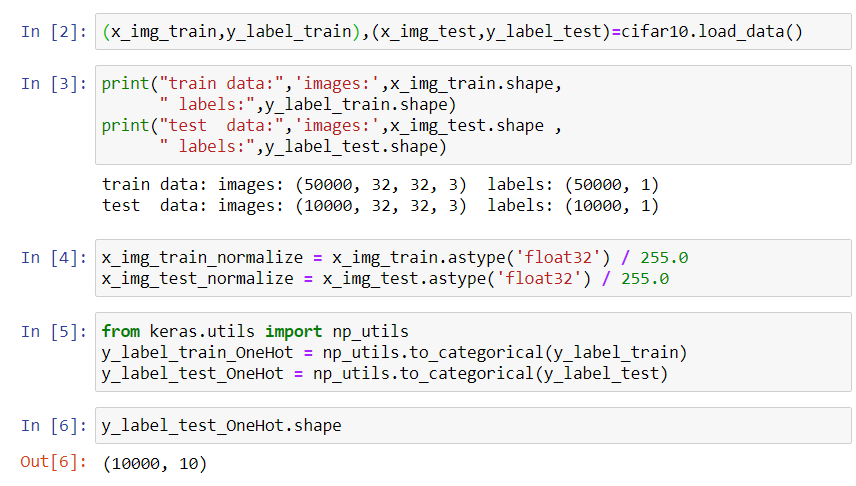 In [2]: (x_img_train,y_label_train),(x_img_test,y_label_test)=cifar10.load_data()
In [3]: print("train data:",'images:',x_img_train.shape,
      " labels:",y_label_train.shape)
print("test  data:",'images:',x_img_test.shape ,
      " labels:",y_label_test.shape)
train data: images: (50000, 32, 32, 3)  labels: (50000, 1)
test  data: images: (10000, 32, 32, 3)  labels: (10000, 1)
In [4]: x_img_train_normalize = x_img_train.astype('float32') / 255.0
x_img_test_normalize = x_img_test.astype('float32') / 255.0
In [5]: from keras.utils import np_utils
y_label_train_OneHot = np_utils.to_categorical(y_label_train)
y_label_test_OneHot = np_utils.to_categorical(y_label_test)
In [6]: y_label_test_OneHot.shape
Out[6]: (10000, 10)